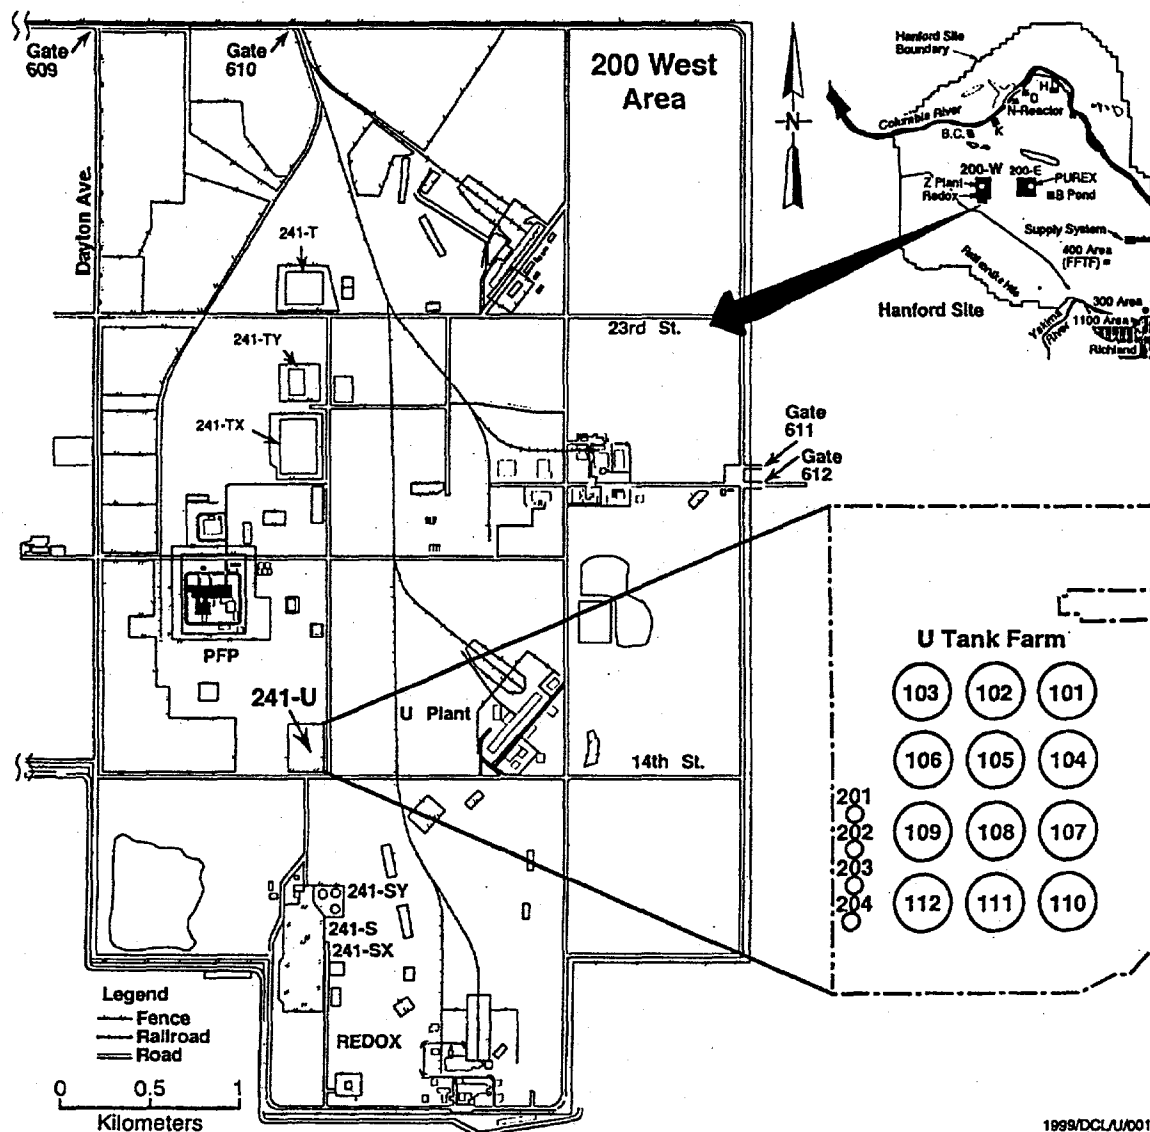 Gate
609
Gate
610
200 West
Area
Dayton Ave.
241-T
23rd St.
241-TY
241-TX
Gate
611
Gate
612
PFP
241-U
U Plant
14th St.
241-SY
241-S
241-SX
REDOX
Legend
Fence
Railroad
Road
0 0.5 1
Kilometers
N
Hanford Site
Boundary
Columbia River
H
D
N-Reactor
K
B.C.
200-W 200-E
Z Plant
Redox
PUREX
B Pond
Supply System
400 Area
(FFTF)
Rattlesnake Hills
Hanford Site
Yakima
River
300 Area
1100 Area
Richland
U Tank Farm
103 102 101
106 105 104
201
202
109 108 107
203
204
112 111 110
1999/DCL/U/001